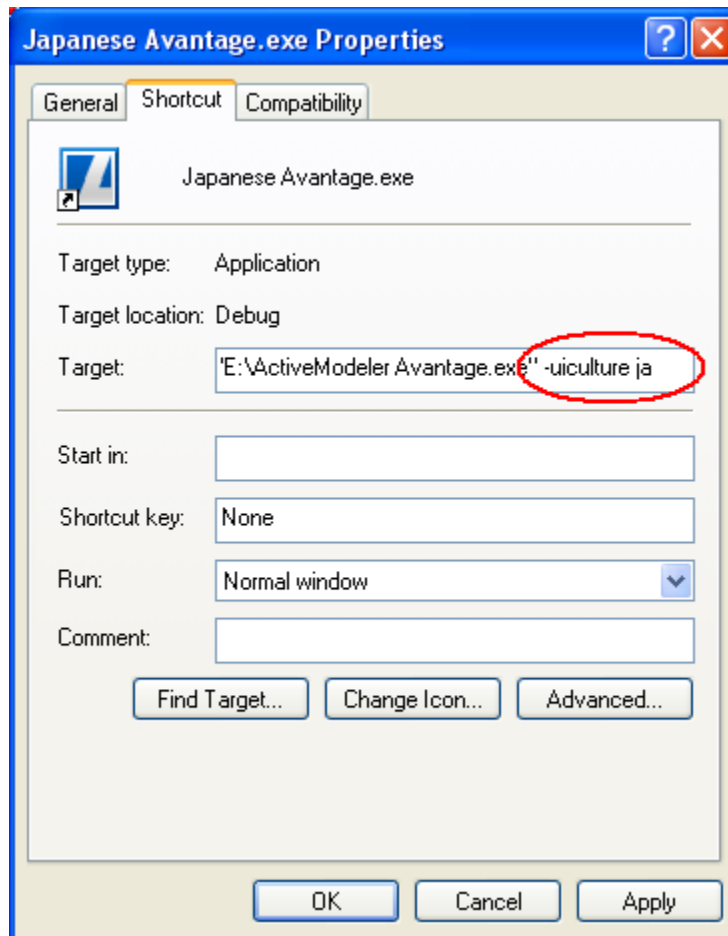 Japanese Avantage.exe Properties
General Shortcut Compatibility
Japanese Avantage.exe
Target type: Application
Target location: Debug
Target: "E:\ActiveModeler Avantage.exe" -uiculture ja
Start in:
Shortcut key: None
Run: Normal window
Comment:
Find Target... Change Icon... Advanced...
OK Cancel Apply